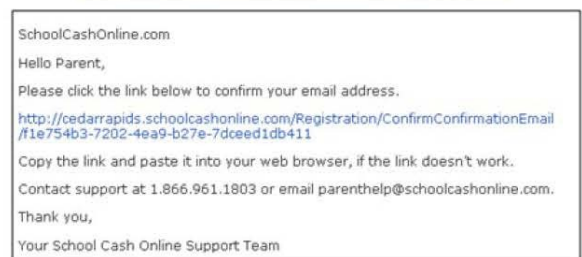 SchoolCashOnline.com
Hello Parent,
Please click the link below to confirm your email address.
http://cedarrapids.schoolcashonline.com/Registration/ConfirmConfirmationEmail
/f1e754b3-7202-4ea9-b27e-7dceed1db411
Copy the link and paste it into your web browser, if the link doesn't work.
Contact support at 1.866.961.1803 or email parenthelp@schoolcashonline.com.
Thank you,
Your School Cash Online Support Team